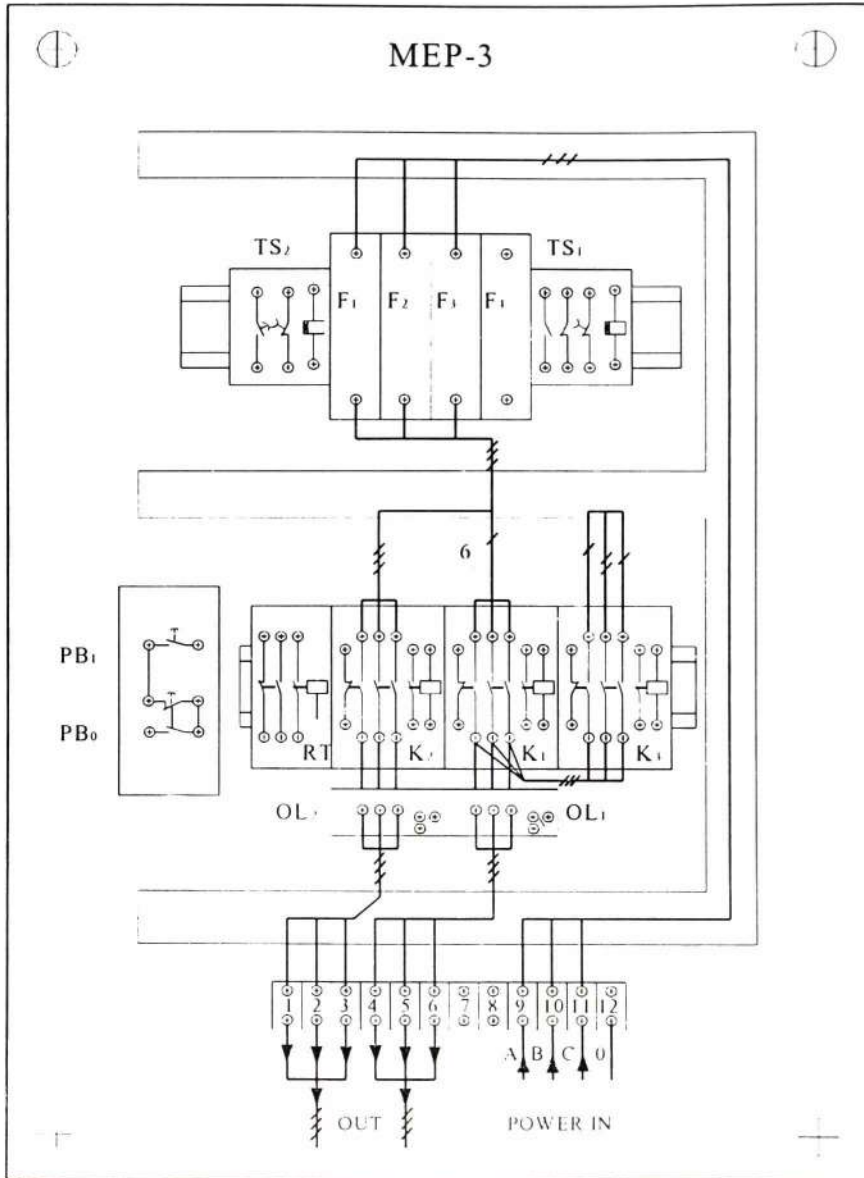 MEP-3
TS₂ TS₁
F₁ F₂ F₃ F₄
6
PB₁
PB₀
RT K₂ K₁ K₃
OL₂ OL₁
1 2 3 4 5 6 7 8 9 10 11 12
A B C 0
OUT POWER IN